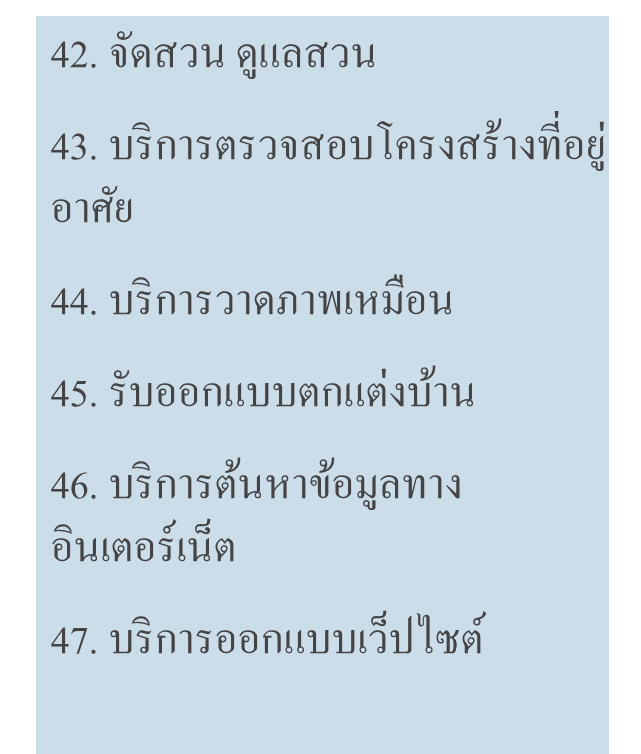 42. จัดสวน ดูแลสวน
43. บริการตรวจสอบโครงสร้างที่อยู่
อาศัย
44. บริการวาดภาพเหมือน
45. รับออกแบบตกแต่งบ้าน
46. บริการต้นหาข้อมูลทาง
อินเตอร์เน็ต
47. บริการออกแบบเว็ปไซต์